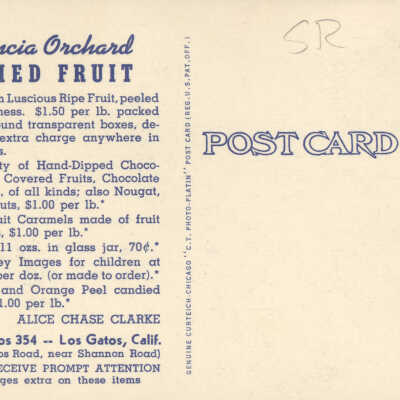 ncia Orchard
IED FRUIT
n Luscious Ripe Fruit, peeled
ness. $1.50 per lb. packed
ound transparent boxes, de-
extra charge anywhere in
s.
ty of Hand-Dipped Choco-
Covered Fruits, Chocolate
, of all kinds; also Nougat,
uts, $1.00 per lb.*
uit Caramels made of fruit
, $1.00 per lb.*
11 ozs. in glass jar, 70¢.*
ey Images for children at
per doz. (or made to order).*
and Orange Peel candied
1.00 per lb.*
ALICE CHASE CLARKE
os 354 -- Los Gatos, Calif.
os Road, near Shannon Road)
ECEIVE PROMPT ATTENTION
ges extra on these items
GENUINE CURTEICH-CHICAGO "C.T. PHOTO-PLATIN" POST CARD (REG. U.S. PAT. OFF.)
SR
POST CARD